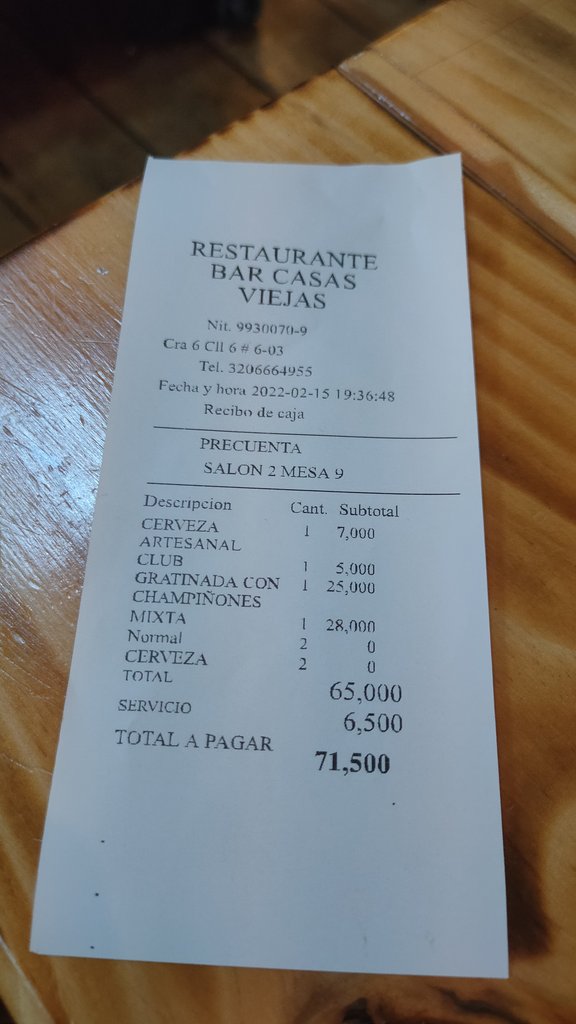 RESTAURANTE
BAR CASAS
VIEJAS
Nit. 9930070-9
Cra 6 Cll 6 # 6-03
Tel. 3206664955
Fecha y hora 2022-02-15 19:36:48
Recibo de caja
PRECUENTA
SALON 2 MESA 9
Descripcion Cant. Subtotal
CERVEZA 1 7,000
ARTESANAL
CLUB 1 5,000
GRATINADA CON 1 25,000
CHAMPIÑONES
MIXTA 1 28,000
Normal 2 0
CERVEZA 2 0
TOTAL 65,000
SERVICIO 6,500
TOTAL A PAGAR 71,500